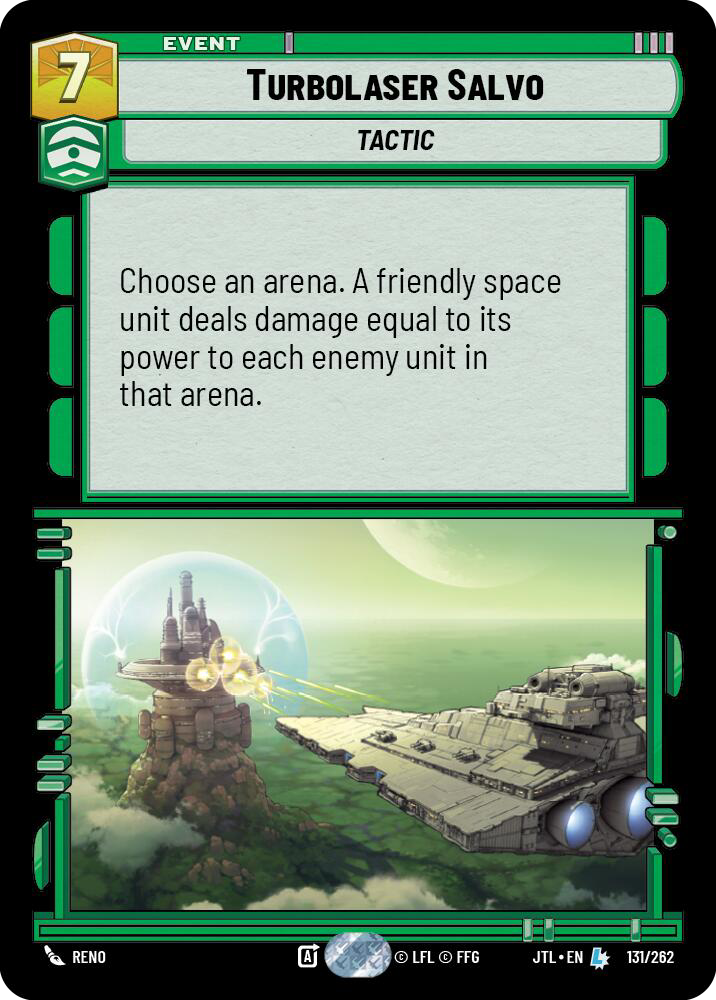 EVENT
7
TURBOLASER SALVO
TACTIC
Choose an arena. A friendly space
unit deals damage equal to its
power to each enemy unit in
that arena.
RENO
A
© LFL © FFG
JTL • EN
L
131/262